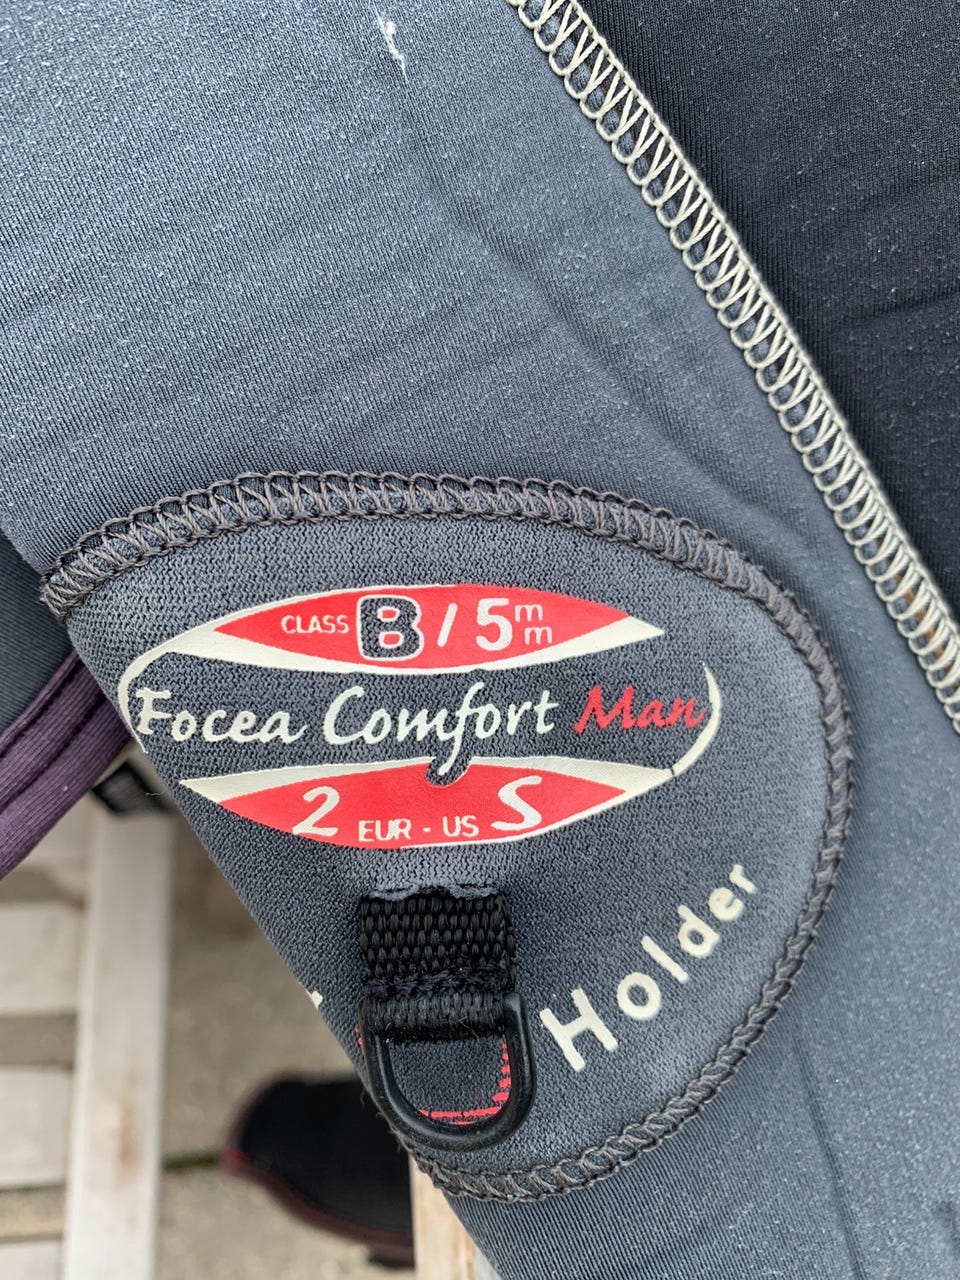 CLASS B / 5mm
Focea Comfort Man
2 EUR - US S
Holder